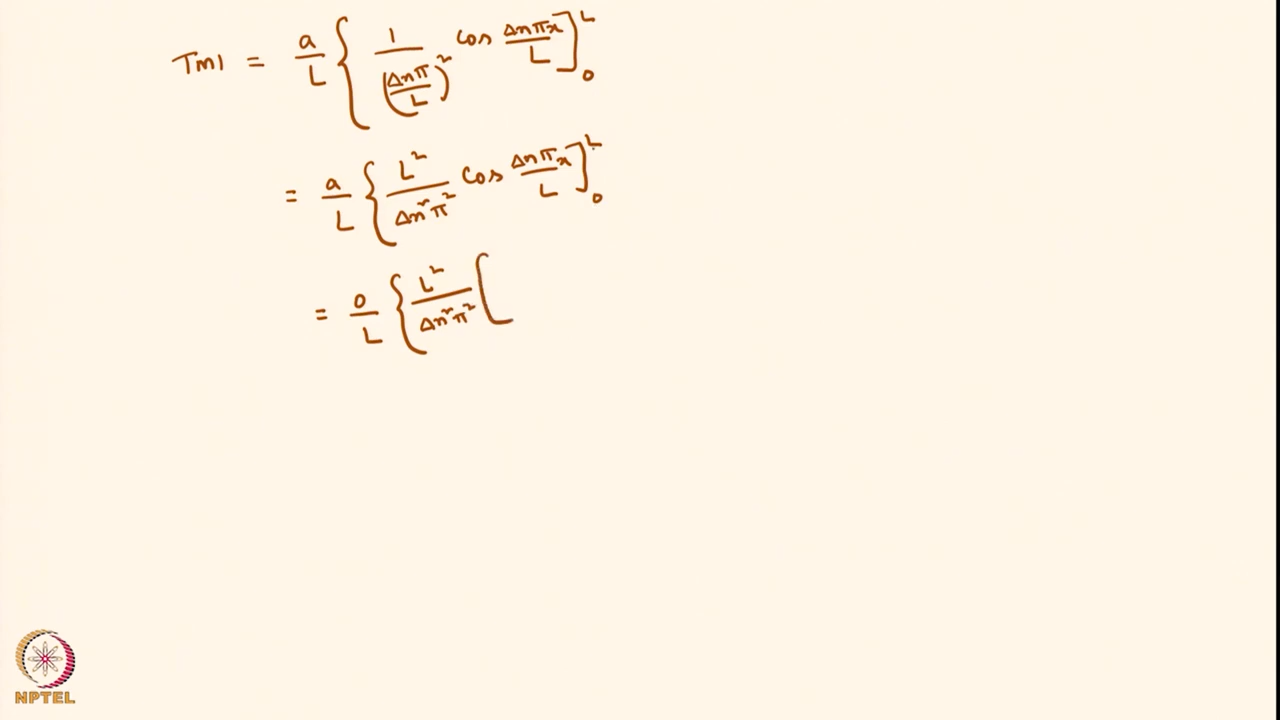 Tm1 = a/L { 1/(Δnπ/L)² cos Δnπx/L ]₀ᴸ
= a/L { L²/Δn²π² cos Δnπx/L ]₀ᴸ
= a/L { L²/Δn²π² [
NPTEL